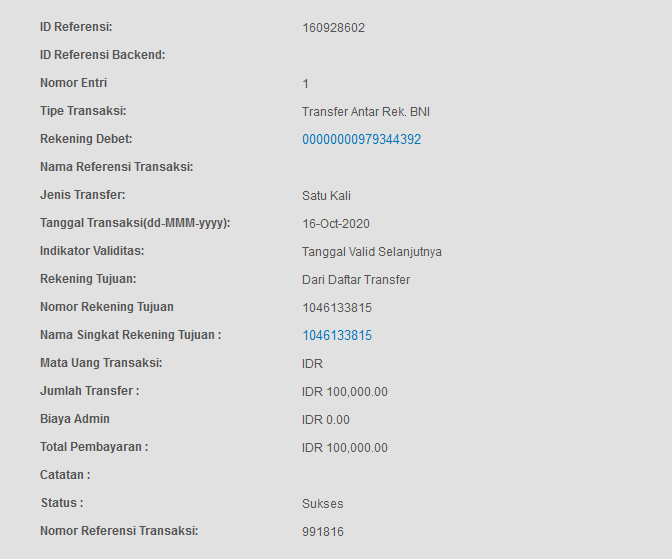 ID Referensi: 160928602
ID Referensi Backend:
Nomor Entri 1
Tipe Transaksi: Transfer Antar Rek. BNI
Rekening Debet: 00000000979344392
Nama Referensi Transaksi:
Jenis Transfer: Satu Kali
Tanggal Transaksi(dd-MMM-yyyy): 16-Oct-2020
Indikator Validitas: Tanggal Valid Selanjutnya
Rekening Tujuan: Dari Daftar Transfer
Nomor Rekening Tujuan 1046133815
Nama Singkat Rekening Tujuan : 1046133815
Mata Uang Transaksi: IDR
Jumlah Transfer : IDR 100,000.00
Biaya Admin IDR 0.00
Total Pembayaran : IDR 100,000.00
Catatan :
Status : Sukses
Nomor Referensi Transaksi: 991816